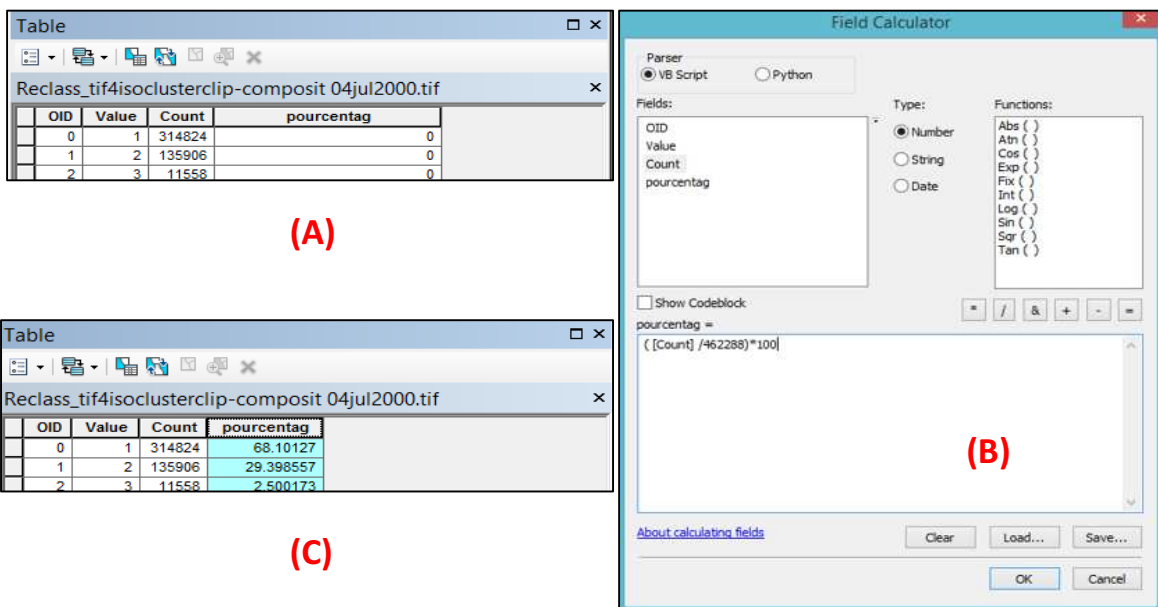 Table
Reclass_tif4isoclusterclip-composit 04jul2000.tif
OID Value Count pourcentag
0 1 314824 0
1 2 135906 0
2 3 11558 0
(A)
Table
Reclass_tif4isoclusterclip-composit 04jul2000.tif
OID Value Count pourcentag
0 1 314824 68.10127
1 2 135906 29.398557
2 3 11558 2.500173
(C)
Field Calculator
Parser
VB Script Python
Fields:
OID
Value
Count
pourcentag
Type:
Number
String
Date
Functions:
Abs ( )
Atn ( )
Cos ( )
Exp ( )
Fix ( )
Int ( )
Log ( )
Sin ( )
Sqr ( )
Tan ( )
Show Codeblock
* / & + - =
pourcentag =
( [Count] /462288)*100
(B)
About calculating fields
Clear Load... Save...
OK Cancel